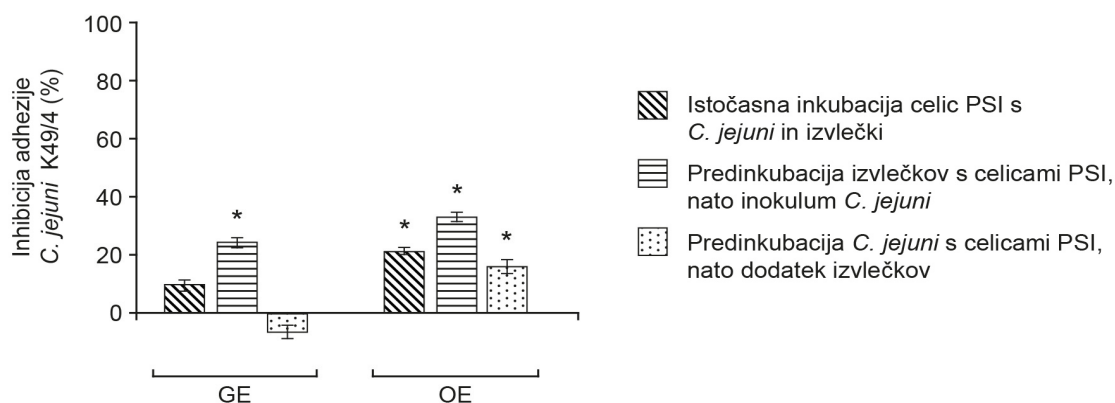 Inhibicija adhezije
C. jejuni K49/4 (%)
100
80
60
40
20
0
*
*
*
*
GE
OE
Istočasna inkubacija celic PSI s
C. jejuni in izvlečki
Predinkubacija izvlečkov s celicami PSI,
nato inokulum C. jejuni
Predinkubacija C. jejuni s celicami PSI,
nato dodatek izvlečkov